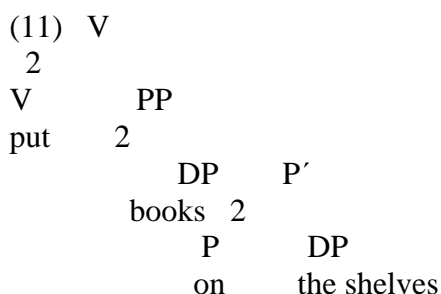 (11) V
2
V PP
put 2
DP P´
books 2
P DP
on the shelves